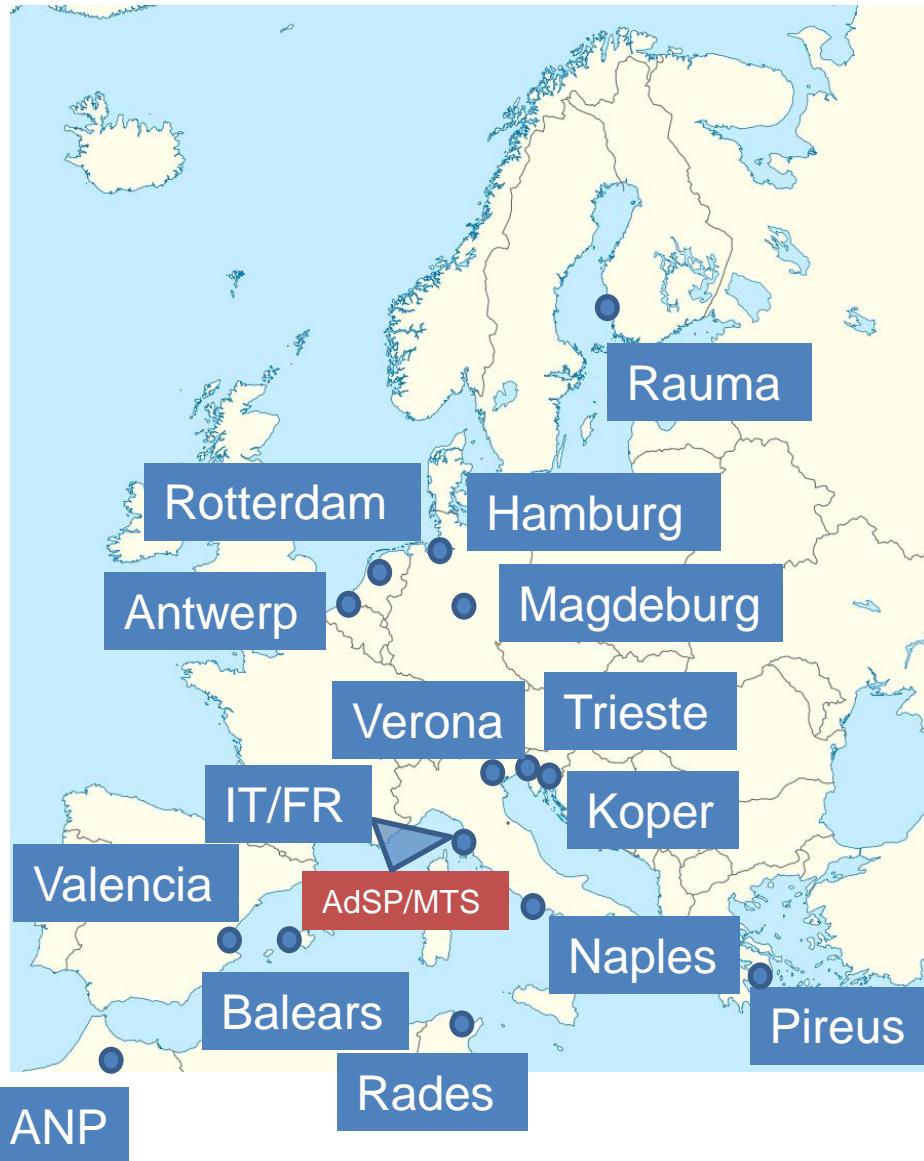 Rauma
Rotterdam
Hamburg
Antwerp
Magdeburg
Trieste
Verona
IT/FR
Koper
Valencia
AdSP/MTS
Naples
Balears
Pireus
Rades
ANP